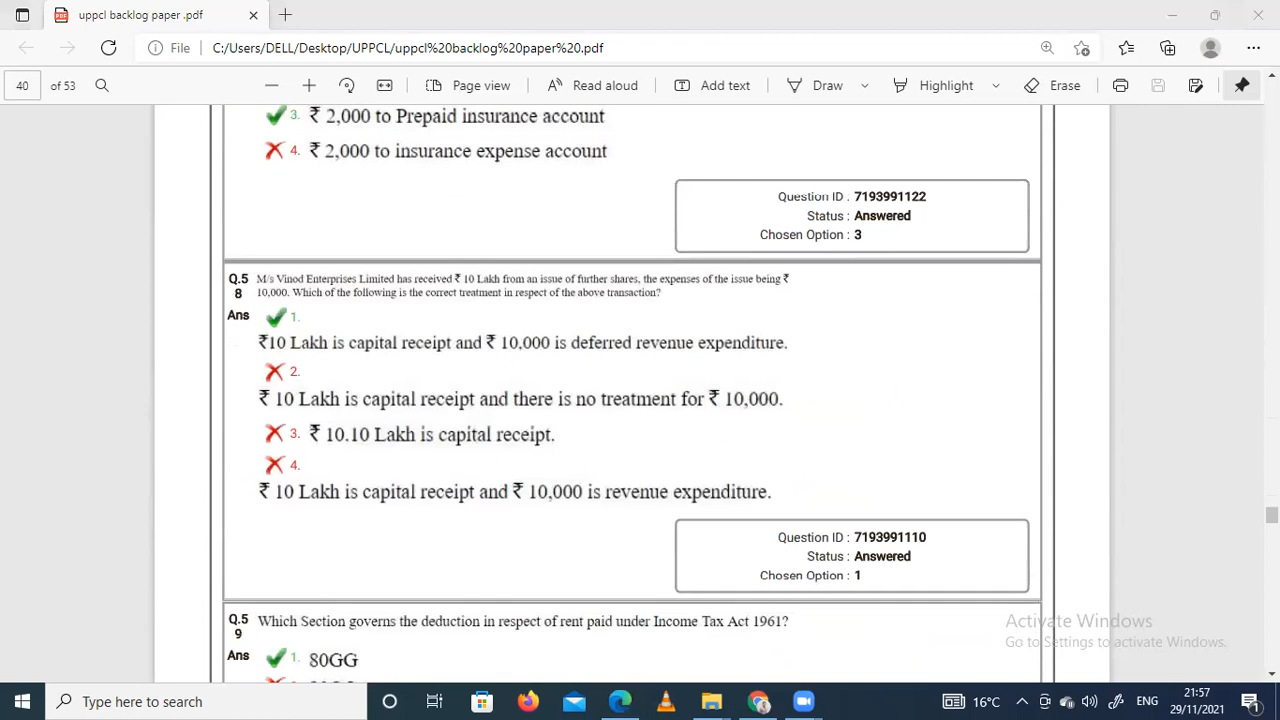 uppcl backlog paper .pdf
File C:/Users/DELL/Desktop/UPPCL/uppcl%20backlog%20paper%20.pdf
40 of 53 Page view Read aloud Add text Draw Highlight Erase
3. ₹ 2,000 to Prepaid insurance account
4. ₹ 2,000 to insurance expense account
Question ID : 7193991122
Status : Answered
Chosen Option : 3
Q.5 M/s Vinod Enterprises Limited has received ₹ 10 Lakh from an issue of further shares, the expenses of the issue being ₹
8 10,000. Which of the following is the correct treatment in respect of the above transaction?
Ans 1.
₹10 Lakh is capital receipt and ₹ 10,000 is deferred revenue expenditure.
2.
₹ 10 Lakh is capital receipt and there is no treatment for ₹ 10,000.
3. ₹ 10.10 Lakh is capital receipt.
4.
₹ 10 Lakh is capital receipt and ₹ 10,000 is revenue expenditure.
Question ID : 7193991110
Status : Answered
Chosen Option : 1
Q.5 Which Section governs the deduction in respect of rent paid under Income Tax Act 1961?
9
Ans 1. 80GG
Activate Windows
Go to Settings to activate Windows.
Type here to search
16°C ENG
21:57
29/11/2021
1